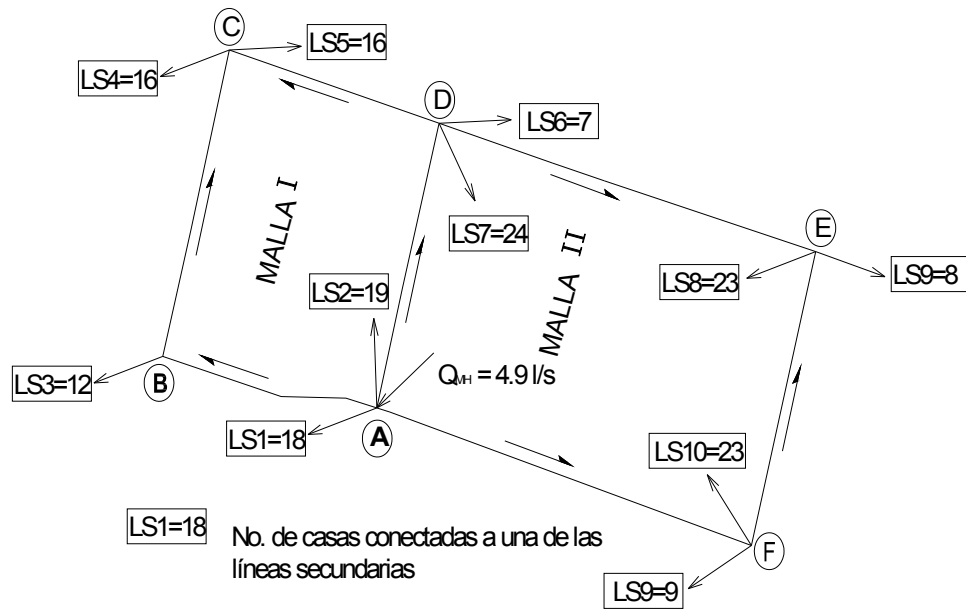 C
LS5=16
LS4=16
D
LS6=7
MALLA I
LS7=24
MALLA II
E
LS8=23
LS9=8
LS2=19
LS3=12
B
QMH = 4.9 l/s
LS1=18
A
LS10=23
LS1=18
No. de casas conectadas a una de las
líneas secundarias
F
LS9=9